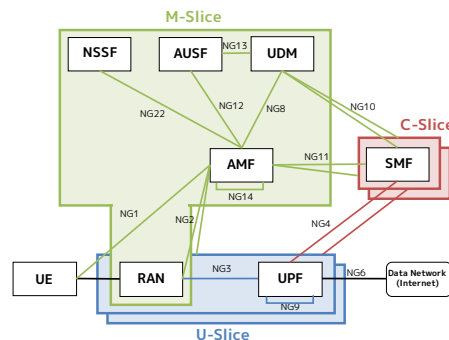 M-Slice
NSSF
AUSF
NG13
UDM
NG22
NG12
NG8
NG10
C-Slice
AMF
NG11
SMF
NG14
NG1
NG2
NG4
UE
RAN
NG3
UPF
NG6
Data Network
(Internet)
NG9
U-Slice